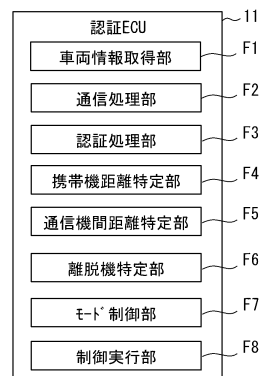 認証ECU
11
車両情報取得部
F1
通信処理部
F2
認証処理部
F3
携帯機距離特定部
F4
通信機間距離特定部
F5
離脱機特定部
F6
モード制御部
F7
制御実行部
F8